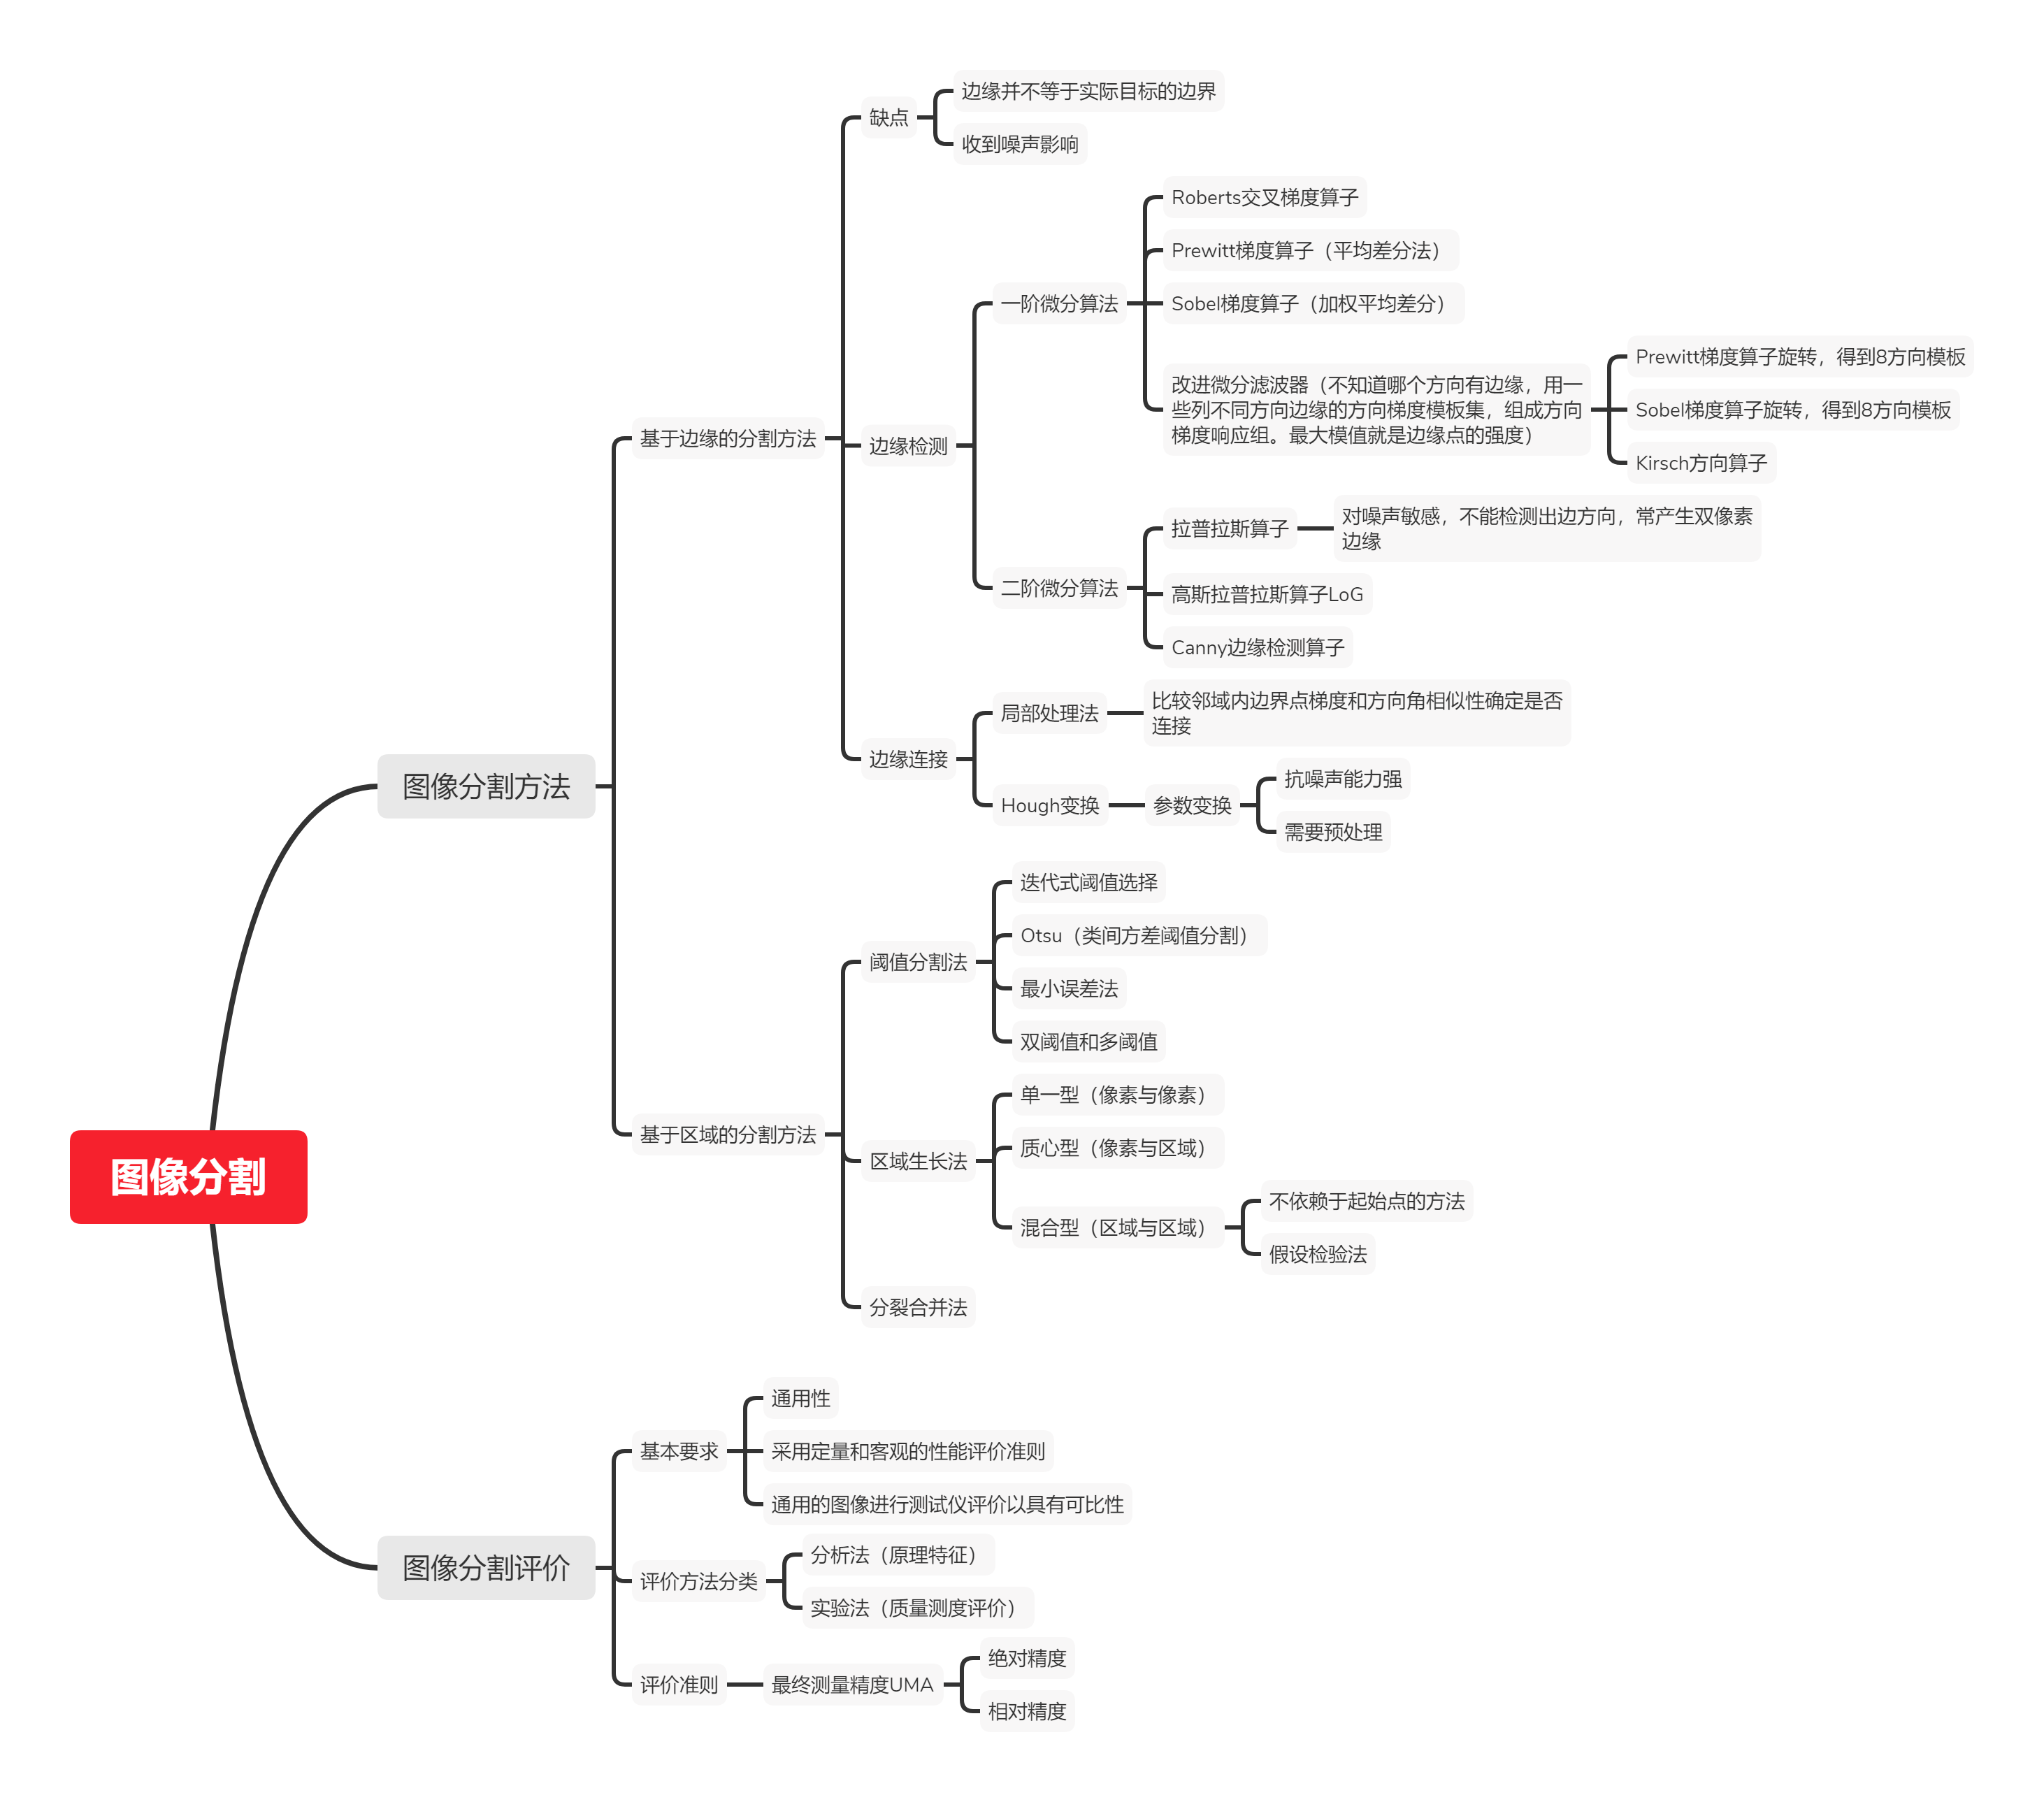 边缘并不等于实际目标的边界
缺点
收到噪声影响
Roberts交叉梯度算子
Prewitt梯度算子（平均差分法）
一阶微分算法
Sobel梯度算子（加权平均差分）
Prewitt梯度算子旋转，得到8方向模板
改进微分滤波器（不知道哪个方向有边缘，用一
些列不同方向边缘的方向梯度模板集，组成方向
梯度响应组。最大模值就是边缘点的强度）
Sobel梯度算子旋转，得到8方向模板
Kirsch方向算子
基于边缘的分割方法
边缘检测
拉普拉斯算子
对噪声敏感，不能检测出边方向，常产生双像素
边缘
二阶微分算法
高斯拉普拉斯算子LoG
Canny边缘检测算子
局部处理法
比较邻域内边界点梯度和方向角相似性确定是否
连接
边缘连接
图像分割方法
抗噪声能力强
Hough变换
参数变换
需要预处理
迭代式阈值选择
Otsu（类间方差阈值分割）
阈值分割法
最小误差法
双阈值和多阈值
单一型（像素与像素）
基于区域的分割方法
质心型（像素与区域）
区域生长法
图像分割
不依赖于起始点的方法
混合型（区域与区域）
假设检验法
分裂合并法
通用性
基本要求
采用定量和客观的性能评价准则
通用的图像进行测试仪评价以具有可比性
图像分割评价
分析法（原理特征）
评价方法分类
实验法（质量测度评价）
绝对精度
评价准则
最终测量精度UMA
相对精度